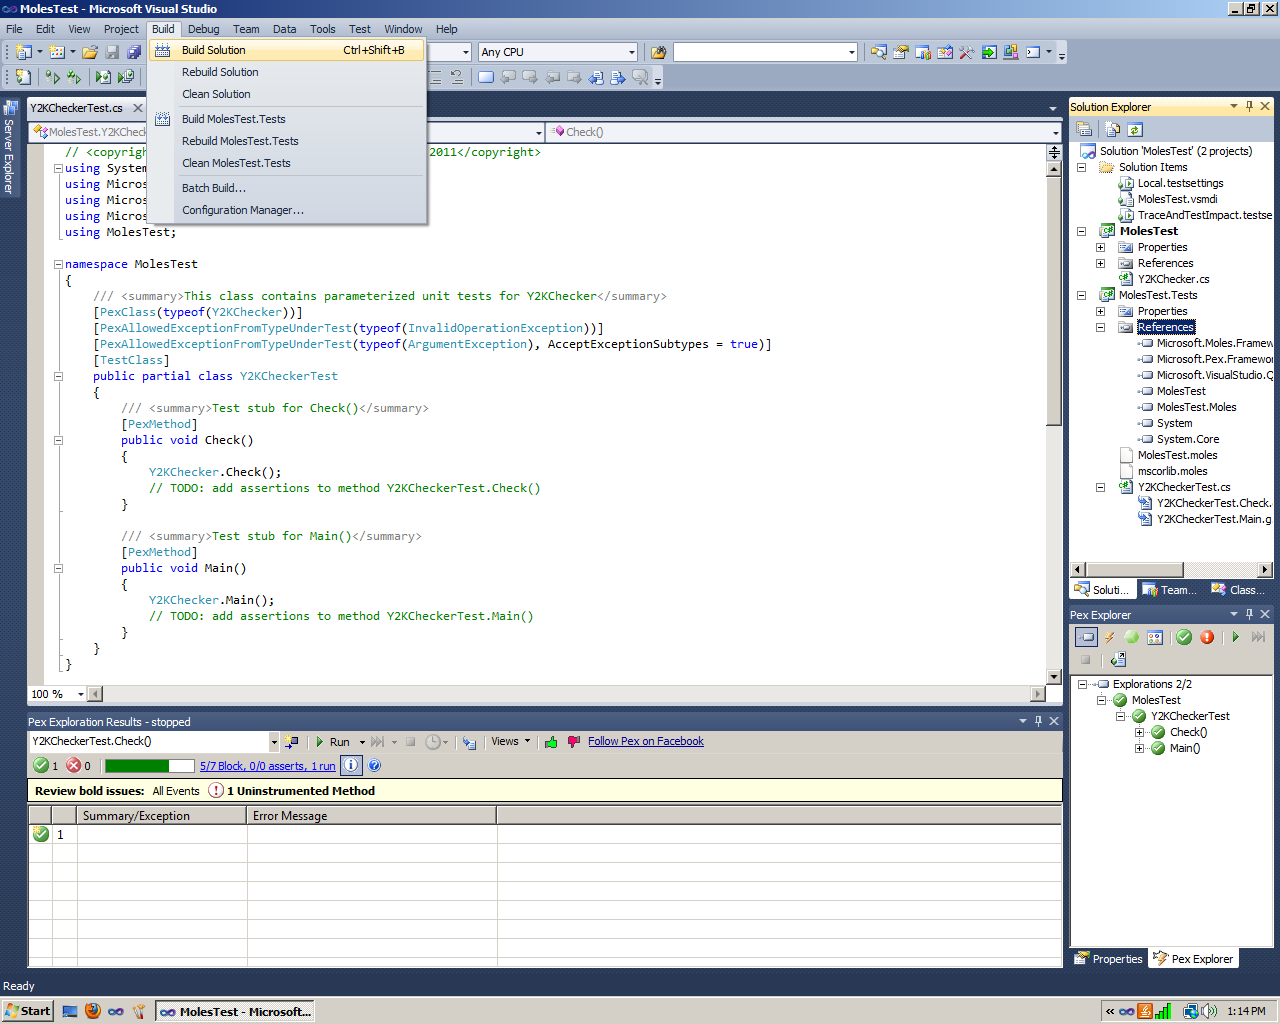 MolesTest - Microsoft Visual Studio
File Edit View Project Build Debug Team Data Tools Test Window Help
Build Solution Ctrl+Shift+B
Rebuild Solution
Clean Solution
Build MolesTest.Tests
Rebuild MolesTest.Tests
Clean MolesTest.Tests
Batch Build...
Configuration Manager...
Any CPU
Server Explorer
Y2KCheckerTest.cs
MolesTest.Y2KChec
Check()
// <copyrigh 2011</copyright>
using System
using Micros
using Micros
using Micros
using MolesTest;
namespace MolesTest
{
/// <summary>This class contains parameterized unit tests for Y2KChecker</summary>
[PexClass(typeof(Y2KChecker))]
[PexAllowedExceptionFromTypeUnderTest(typeof(InvalidOperationException))]
[PexAllowedExceptionFromTypeUnderTest(typeof(ArgumentException), AcceptExceptionSubtypes = true)]
[TestClass]
public partial class Y2KCheckerTest
{
/// <summary>Test stub for Check()</summary>
[PexMethod]
public void Check()
{
Y2KChecker.Check();
// TODO: add assertions to method Y2KCheckerTest.Check()
}
/// <summary>Test stub for Main()</summary>
[PexMethod]
public void Main()
{
Y2KChecker.Main();
// TODO: add assertions to method Y2KCheckerTest.Main()
}
}
}
100 %
Pex Exploration Results - stopped
Y2KCheckerTest.Check()
Run
Views
Follow Pex on Facebook
1 0 5/7 Block, 0/0 asserts, 1 run
Review bold issues: All Events 1 Uninstrumented Method
Summary/Exception Error Message
1
Solution Explorer
Solution 'MolesTest' (2 projects)
Solution Items
Local.testsettings
MolesTest.vsmdi
TraceAndTestImpact.testse
MolesTest
Properties
References
Y2KChecker.cs
MolesTest.Tests
Properties
References
Microsoft.Moles.Framew
Microsoft.Pex.Framewo
Microsoft.VisualStudio.Q
MolesTest
MolesTest.Moles
System
System.Core
MolesTest.moles
mscorlib.moles
Y2KCheckerTest.cs
Y2KCheckerTest.Check.
Y2KCheckerTest.Main.g
Soluti... Team... Class...
Pex Explorer
Explorations 2/2
MolesTest
Y2KCheckerTest
Check()
Main()
Properties Pex Explorer
Ready
Start MolesTest - Microsoft... 1:14 PM